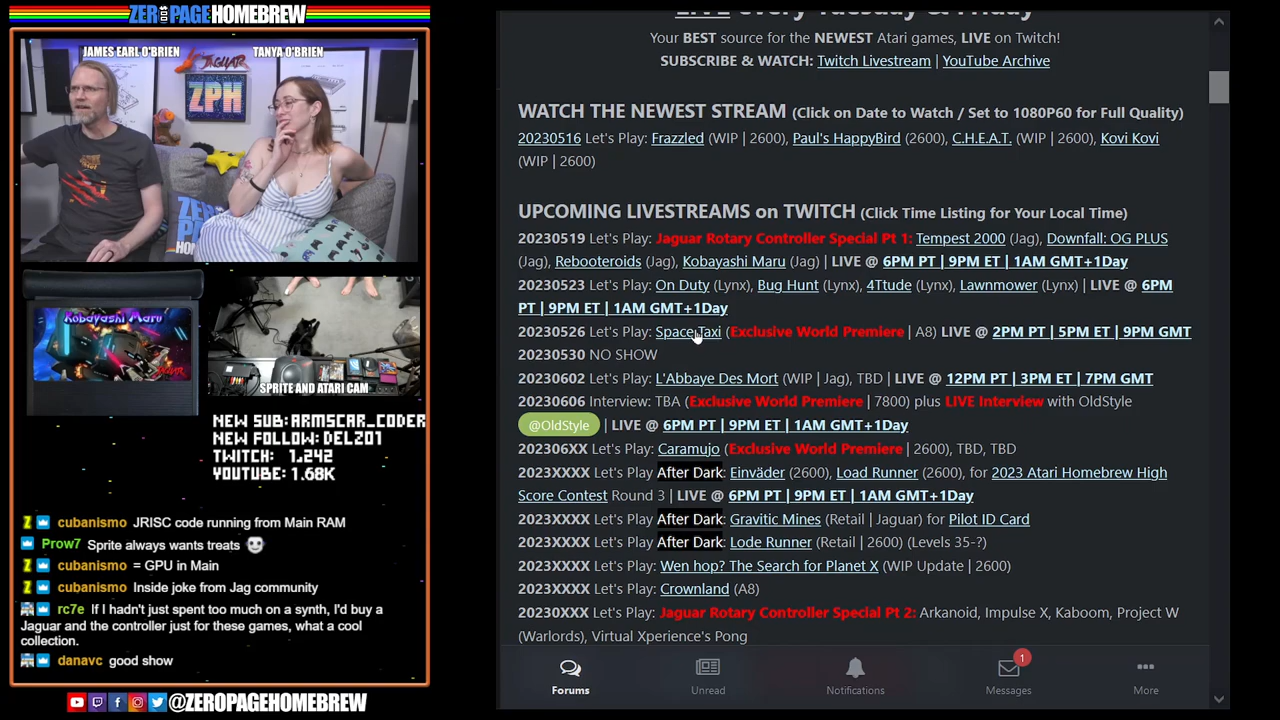 ZERO PAGE HOMEBREW
JAMES EARL O'BRIEN
TANYA O'BRIEN
JAGUAR
ZPH
Kobayashi Maru
SPRITE AND ATARI CAM
NEW SUB: ARMSCAR_CODER
NEW FOLLOW: DELZ01
TWITCH: 1,242
YOUTUBE: 1.68K
cubanismo JRISC code running from Main RAM
Prow7 Sprite always wants treats
cubanismo = GPU in Main
cubanismo Inside joke from Jag community
rc7e If I hadn't just spent too much on a synth, I'd buy a
Jaguar and the controller just for these games, what a cool
collection.
danavc good show
@ZEROPAGEHOMEBREW
LIVE every Tuesday & Friday
Your BEST source for the NEWEST Atari games, LIVE on Twitch!
SUBSCRIBE & WATCH: Twitch Livestream | YouTube Archive
WATCH THE NEWEST STREAM (Click on Date to Watch / Set to 1080P60 for Full Quality)
20230516 Let's Play: Frazzled (WIP | 2600), Paul's HappyBird (2600), C.H.E.A.T. (WIP | 2600), Kovi Kovi
(WIP | 2600)
UPCOMING LIVESTREAMS on TWITCH (Click Time Listing for Your Local Time)
20230519 Let's Play: Jaguar Rotary Controller Special Pt 1: Tempest 2000 (Jag), Downfall: OG PLUS
(Jag), Rebooteroids (Jag), Kobayashi Maru (Jag) | LIVE @ 6PM PT | 9PM ET | 1AM GMT+1Day
20230523 Let's Play: On Duty (Lynx), Bug Hunt (Lynx), 4Ttude (Lynx), Lawnmower (Lynx) | LIVE @ 6PM
PT | 9PM ET | 1AM GMT+1Day
20230526 Let's Play: Space Taxi (Exclusive World Premiere | A8) LIVE @ 2PM PT | 5PM ET | 9PM GMT
20230530 NO SHOW
20230602 Let's Play: L'Abbaye Des Mort (WIP | Jag), TBD | LIVE @ 12PM PT | 3PM ET | 7PM GMT
20230606 Interview: TBA (Exclusive World Premiere | 7800) plus LIVE Interview with OldStyle
@OldStyle | LIVE @ 6PM PT | 9PM ET | 1AM GMT+1Day
202306XX Let's Play: Caramujo (Exclusive World Premiere | 2600), TBD, TBD
2023XXXX Let's Play After Dark: Einväder (2600), Load Runner (2600), for 2023 Atari Homebrew High
Score Contest Round 3 | LIVE @ 6PM PT | 9PM ET | 1AM GMT+1Day
2023XXXX Let's Play After Dark: Gravitic Mines (Retail | Jaguar) for Pilot ID Card
2023XXXX Let's Play After Dark: Lode Runner (Retail | 2600) (Levels 35-?)
2023XXXX Let's Play: Wen hop? The Search for Planet X (WIP Update | 2600)
2023XXXX Let's Play: Crownland (A8)
20230XXX Let's Play: Jaguar Rotary Controller Special Pt 2: Arkanoid, Impulse X, Kaboom, Project W
(Warlords), Virtual Xperience's Pong
1
Forums
Unread
Notifications
Messages
More